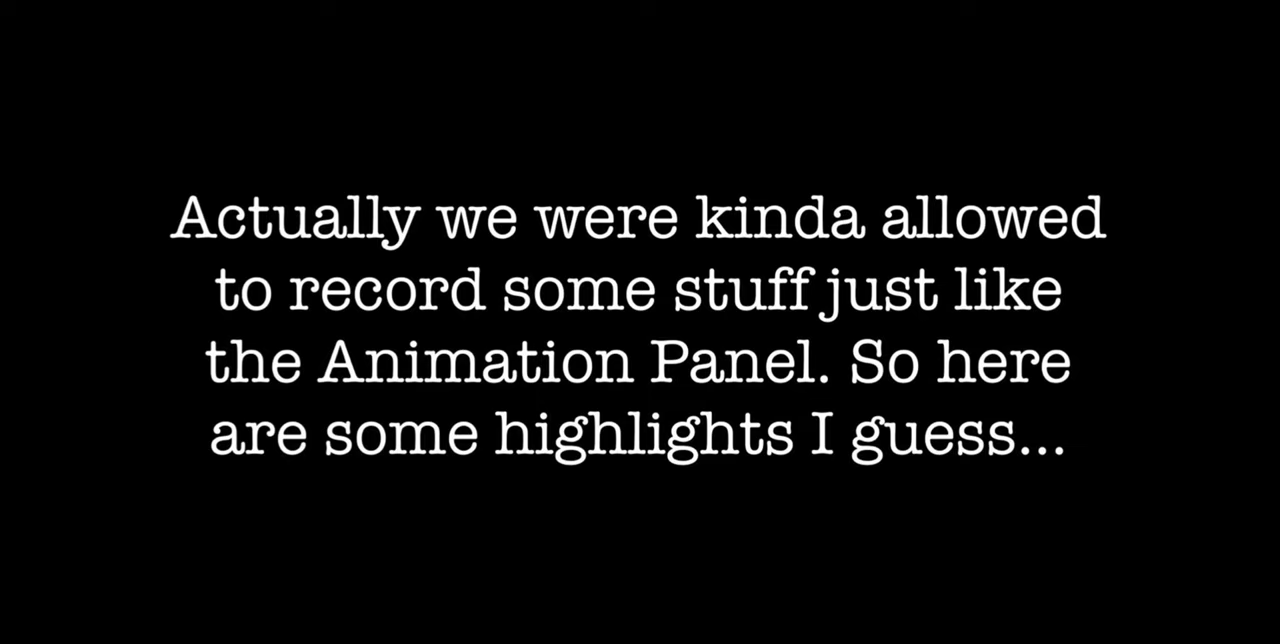 Actually we were kinda allowed
to record some stuff just like
the Animation Panel. So here
are some highlights I guess...